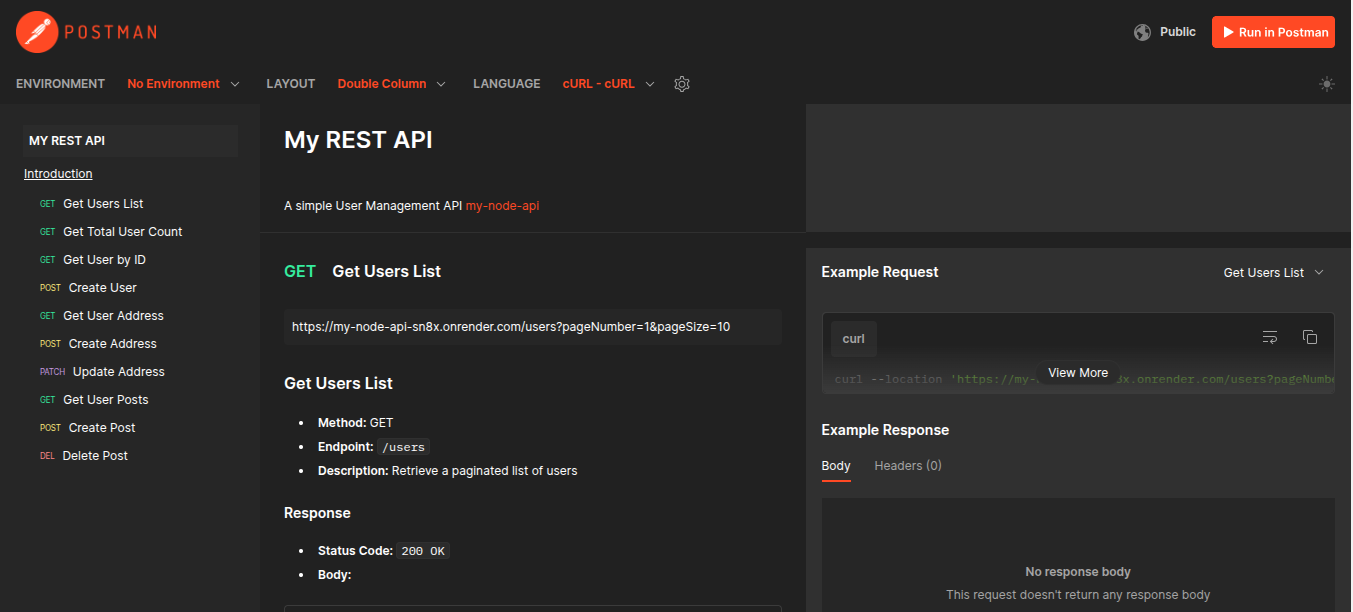 POSTMAN
Public
Run in Postman
ENVIRONMENT No Environment LAYOUT Double Column LANGUAGE cURL - cURL
MY REST API
Introduction
GET Get Users List
GET Get Total User Count
GET Get User by ID
POST Create User
GET Get User Address
POST Create Address
PATCH Update Address
GET Get User Posts
POST Create Post
DEL Delete Post
My REST API
A simple User Management API my-node-api
GET Get Users List
https://my-node-api-sn8x.onrender.com/users?pageNumber=1&pageSize=10
Get Users List
• Method: GET
• Endpoint: /users
• Description: Retrieve a paginated list of users
Response
• Status Code: 200 OK
• Body:
Example Request
Get Users List
curl
View More
curl --location 'https://my-
8x.onrender.com/users?pageNumb
Example Response
Body Headers (0)
No response body
This request doesn't return any response body